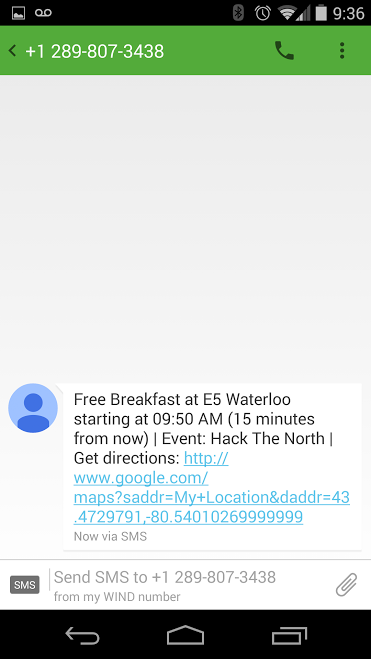 9:36
+1 289-807-3438
Free Breakfast at E5 Waterloo
starting at 09:50 AM (15 minutes
from now) | Event: Hack The North |
Get directions: http://
www.google.com/
maps?saddr=My+Location&daddr=43
.4729791,-80.54010269999999
Now via SMS
SMS
Send SMS to +1 289-807-3438
from my WIND number